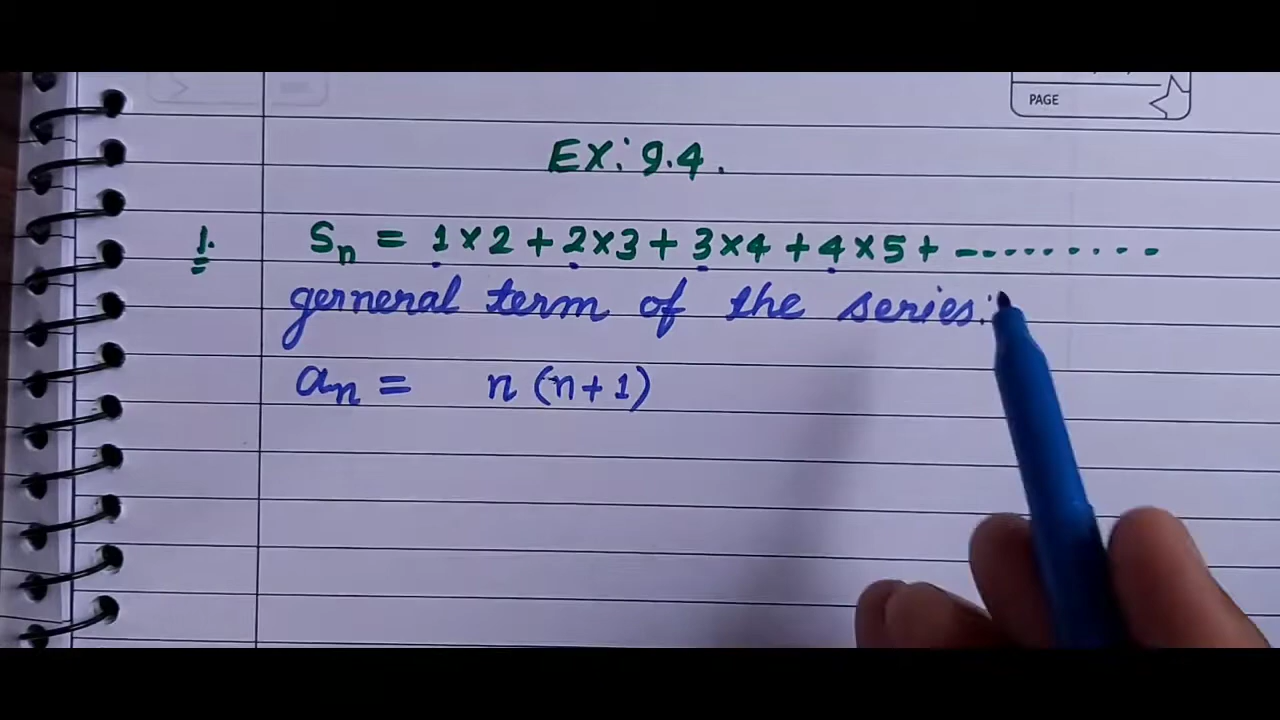 PAGE
EX: 9.4.
1. Sn = 1×2 + 2×3 + 3×4 + 4×5 + ---------
gerneral term of the series:
an = n (n+1)